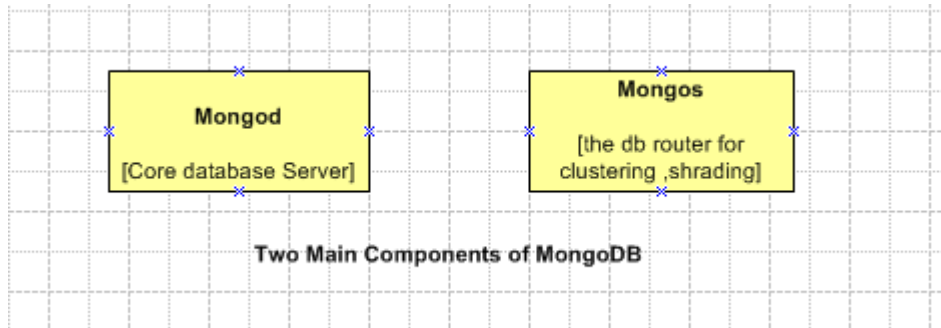 Mongod
[Core database Server]
Mongos
[the db router for
clustering ,shrading]
Two Main Components of MongoDB